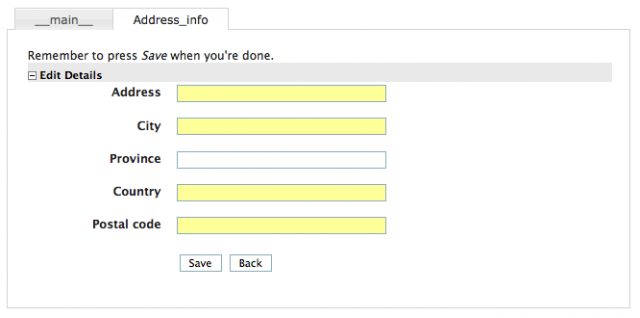 __main__ Address_info
Remember to press Save when you're done.
Edit Details
Address
City
Province
Country
Postal code
Save Back